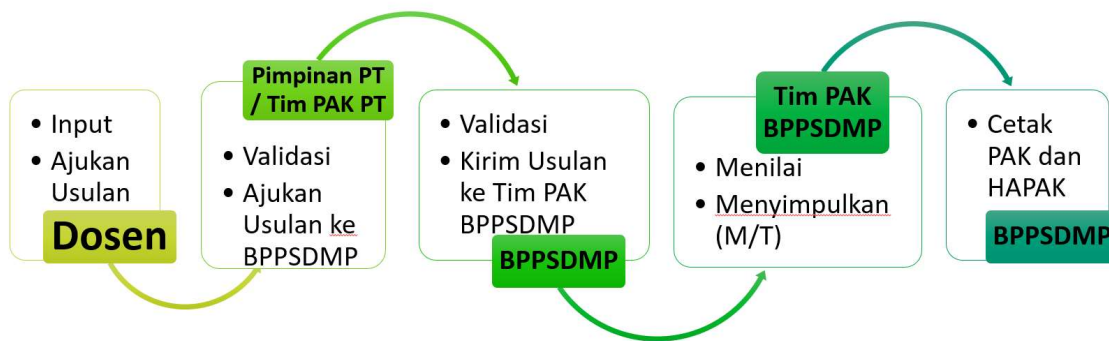 • Input
• Ajukan
Usulan
Dosen
Pimpinan PT
/ Tim PAK PT
• Validasi
• Ajukan
Usulan ke
BPPSDMP
• Validasi
• Kirim Usulan
ke Tim PAK
BPPSDMP
BPPSDMP
Tim PAK
BPPSDMP
• Menilai
• Menyimpulkan
(M/T)
• Cetak
PAK dan
HAPAK
BPPSDMP